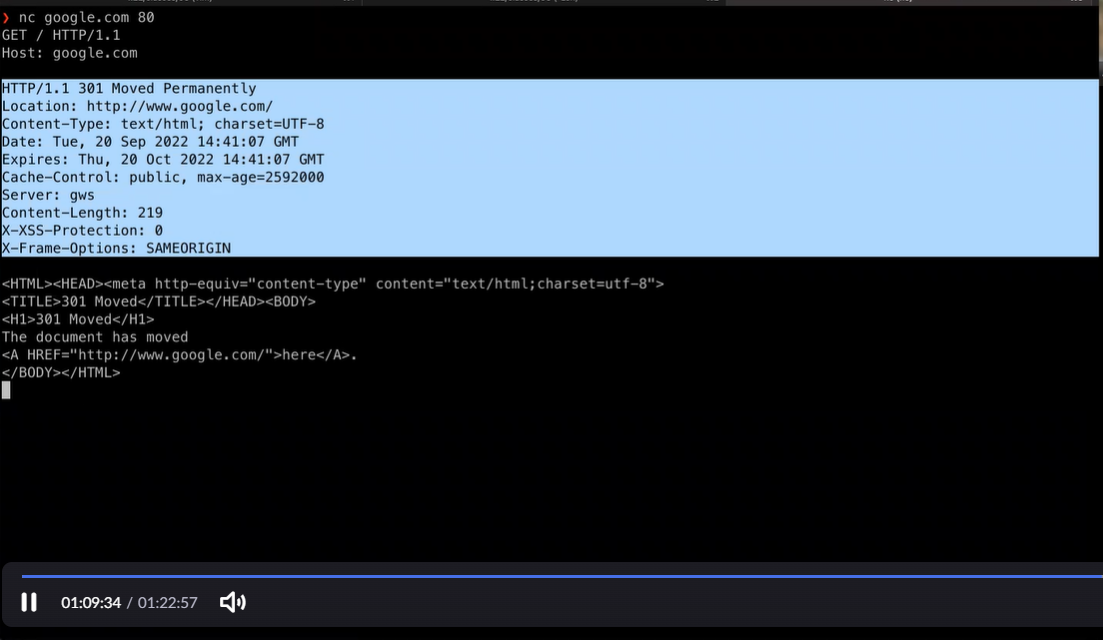 ❯ nc google.com 80
GET / HTTP/1.1
Host: google.com
HTTP/1.1 301 Moved Permanently
Location: http://www.google.com/
Content-Type: text/html; charset=UTF-8
Date: Tue, 20 Sep 2022 14:41:07 GMT
Expires: Thu, 20 Oct 2022 14:41:07 GMT
Cache-Control: public, max-age=2592000
Server: gws
Content-Length: 219
X-XSS-Protection: 0
X-Frame-Options: SAMEORIGIN
<HTML><HEAD><meta http-equiv="content-type" content="text/html;charset=utf-8">
<TITLE>301 Moved</TITLE></HEAD><BODY>
<H1>301 Moved</H1>
The document has moved
<A HREF="http://www.google.com/">here</A>.
</BODY></HTML>
01:09:34 / 01:22:57